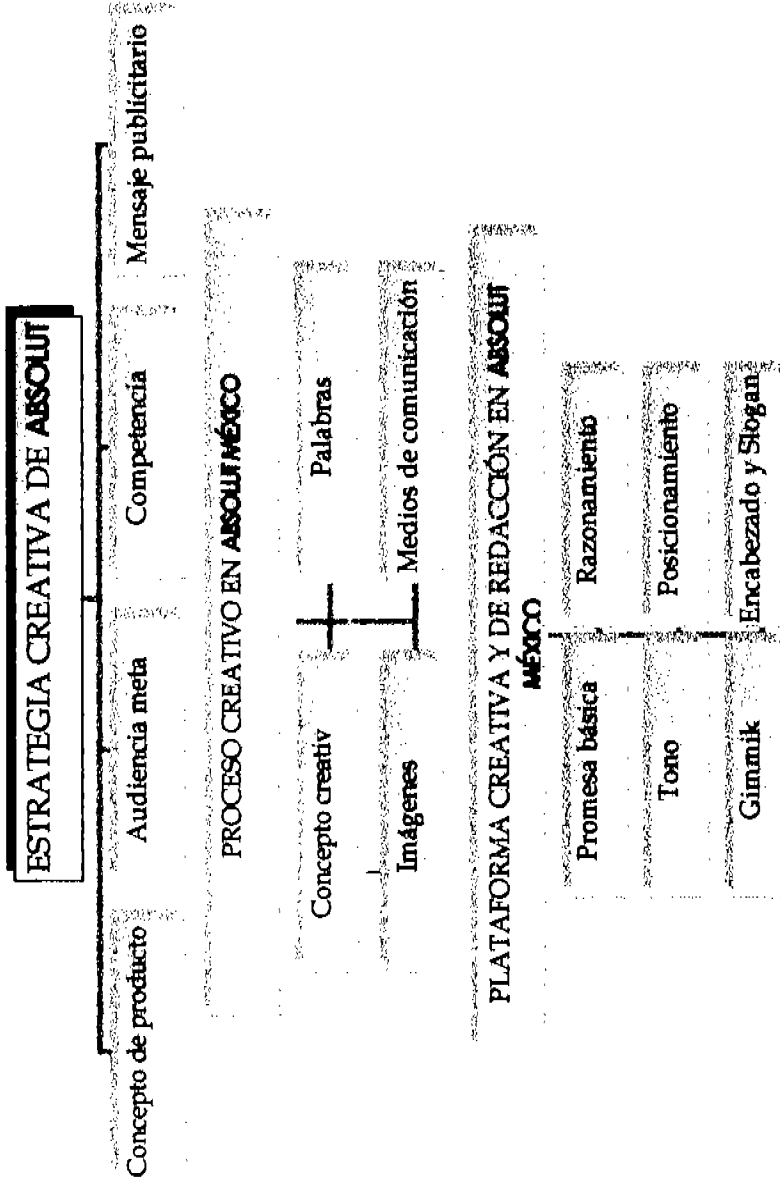 ESTRATEGIA CREATIVA DE ABSOLUT
Concepto de producto
Audiencia meta
Competencia
Mensaje publicitario
PROCESO CREATIVO EN ABSOLUT MÉXICO
Concepto creativ
Palabras
Imágenes
Medios de comunicación
PLATAFORMA CREATIVA Y DE REDACCIÓN EN ABSOLUT
MÉXICO
Promesa básica
Razonamiento
Tono
Posicionamiento
Gimmik
Encabezado y Slogan